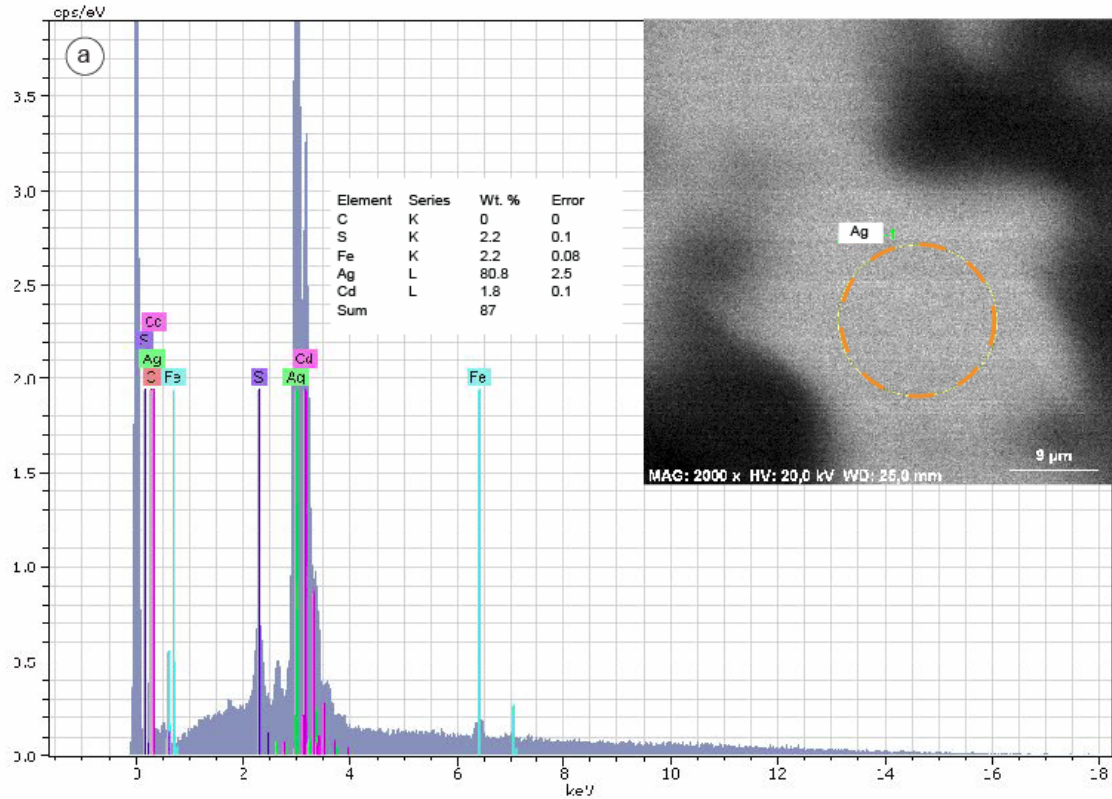 cps/eV
a
3.5
3.0
2.5
2.0
1.5
1.0
0.5
0.0
Element Series Wt. % Error
C K 0 0
S K 2.2 0.1
Fe K 2.2 0.08
Ag L 80.8 2.5
Cd L 1.8 0.1
Sum 87
Cc
S
Ag
C Fe
S
Cd
Ag
Fe
Ag 1
9 µm
MAG: 2000 x HV: 20,0 kV WD: 25,0 mm
0 2 4 6 8 10 12 14 16 18
keV